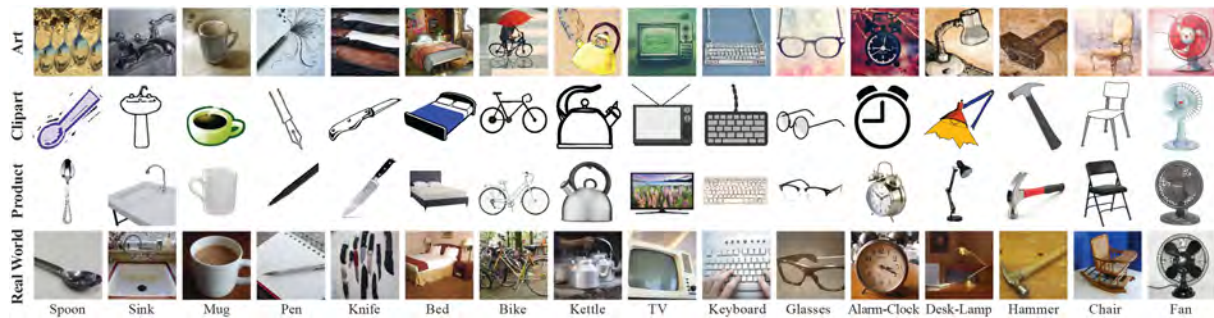 Art
Clipart
Product
Real World
Spoon Sink Mug Pen Knife Bed Bike Kettle TV Keyboard Glasses Alarm-Clock Desk-Lamp Hammer Chair Fan